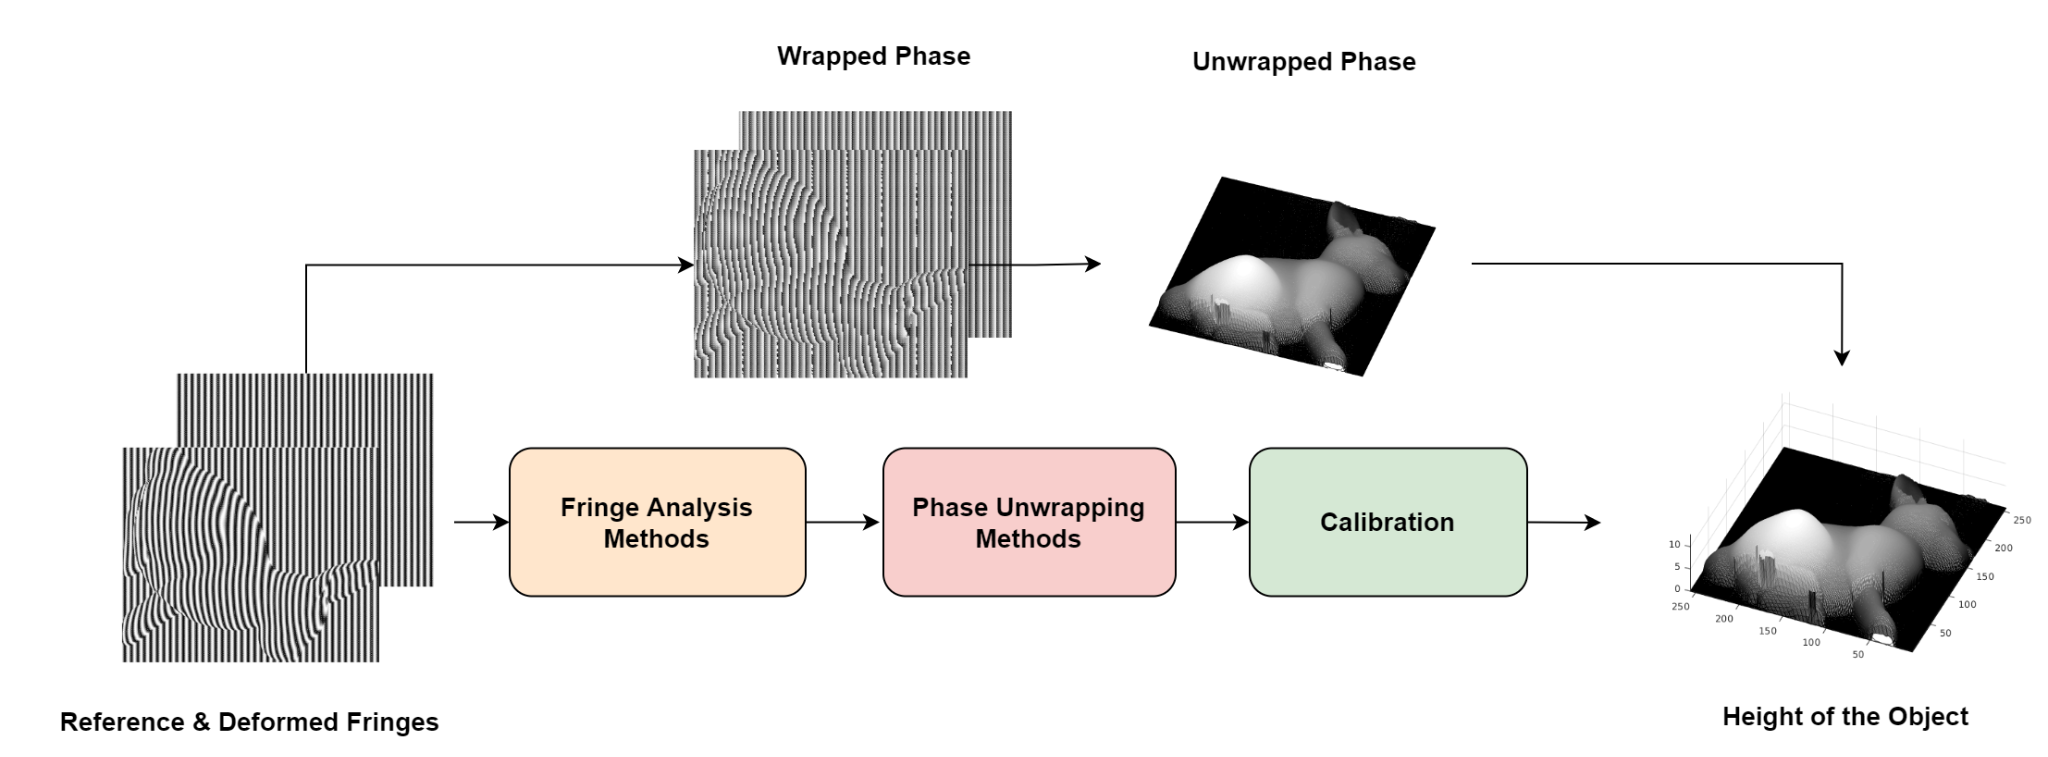 Wrapped Phase
Unwrapped Phase
Fringe Analysis
Methods
Phase Unwrapping
Methods
Calibration
10
5
0
250
200
150
100
50
250
200
150
100
50
Reference & Deformed Fringes
Height of the Object